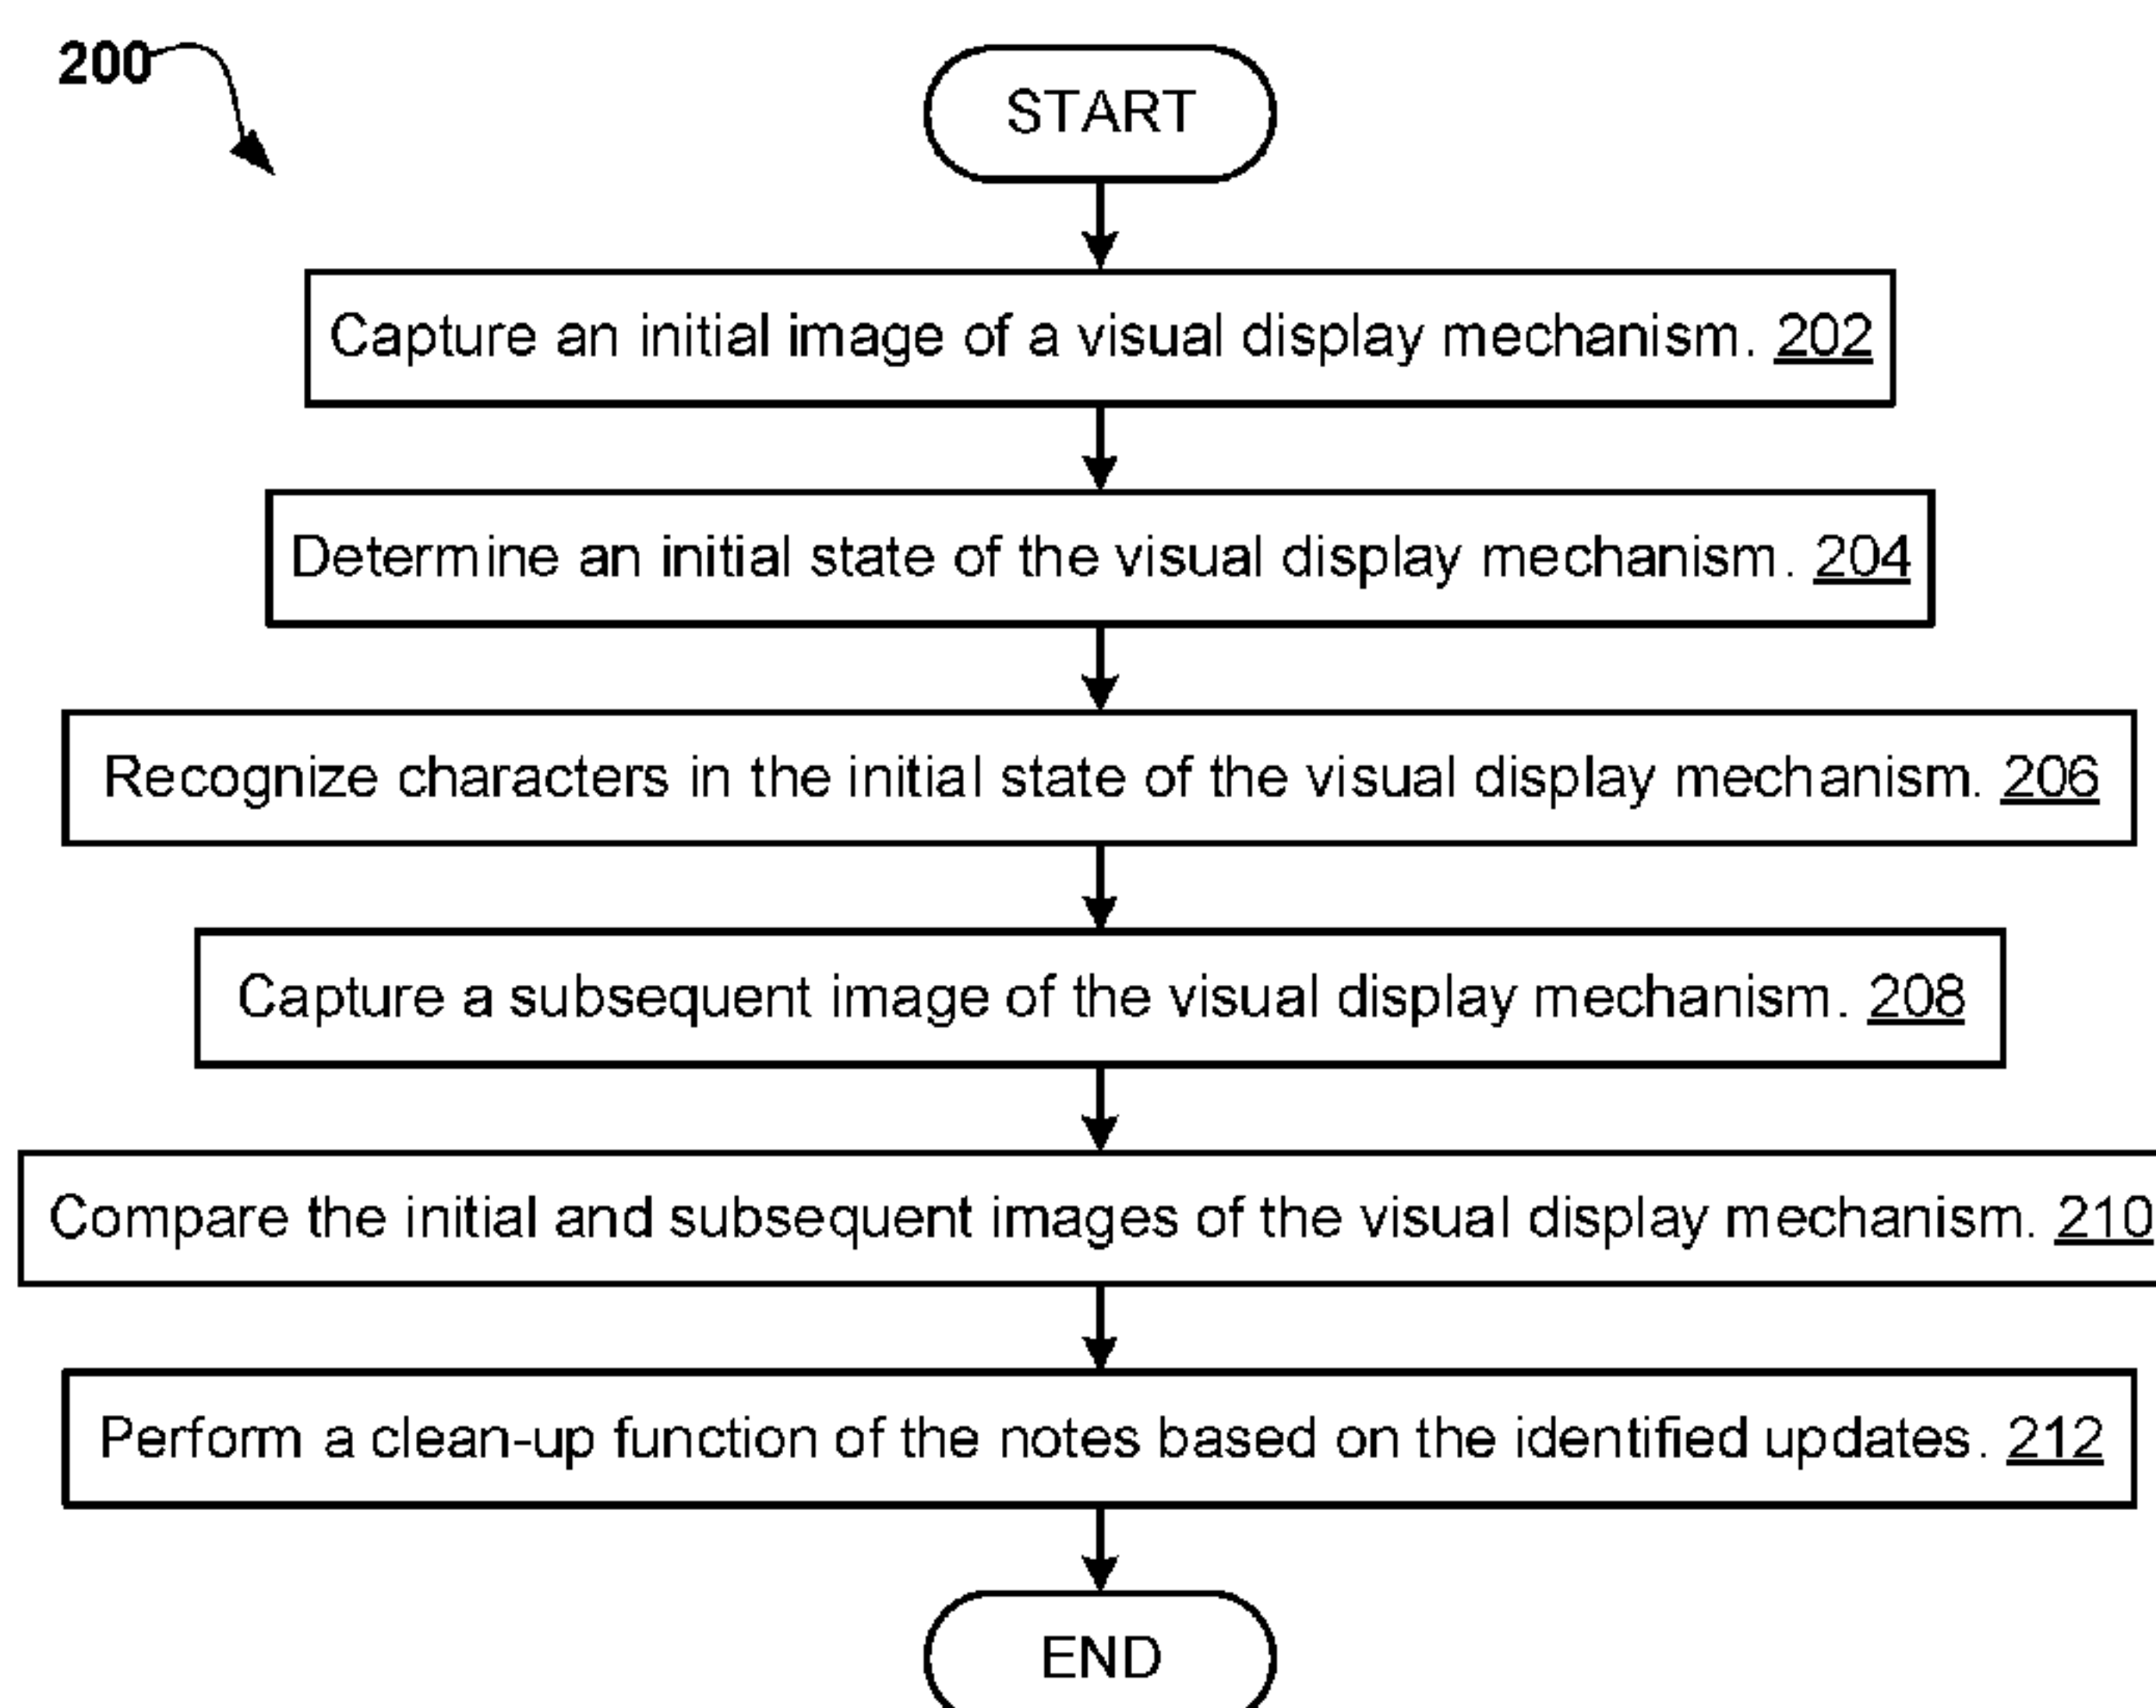 200
START
Capture an initial image of a visual display mechanism. 202
Determine an initial state of the visual display mechanism. 204
Recognize characters in the initial state of the visual display mechanism. 206
Capture a subsequent image of the visual display mechanism. 208
Compare the initial and subsequent images of the visual display mechanism. 210
Perform a clean-up function of the notes based on the identified updates. 212
END